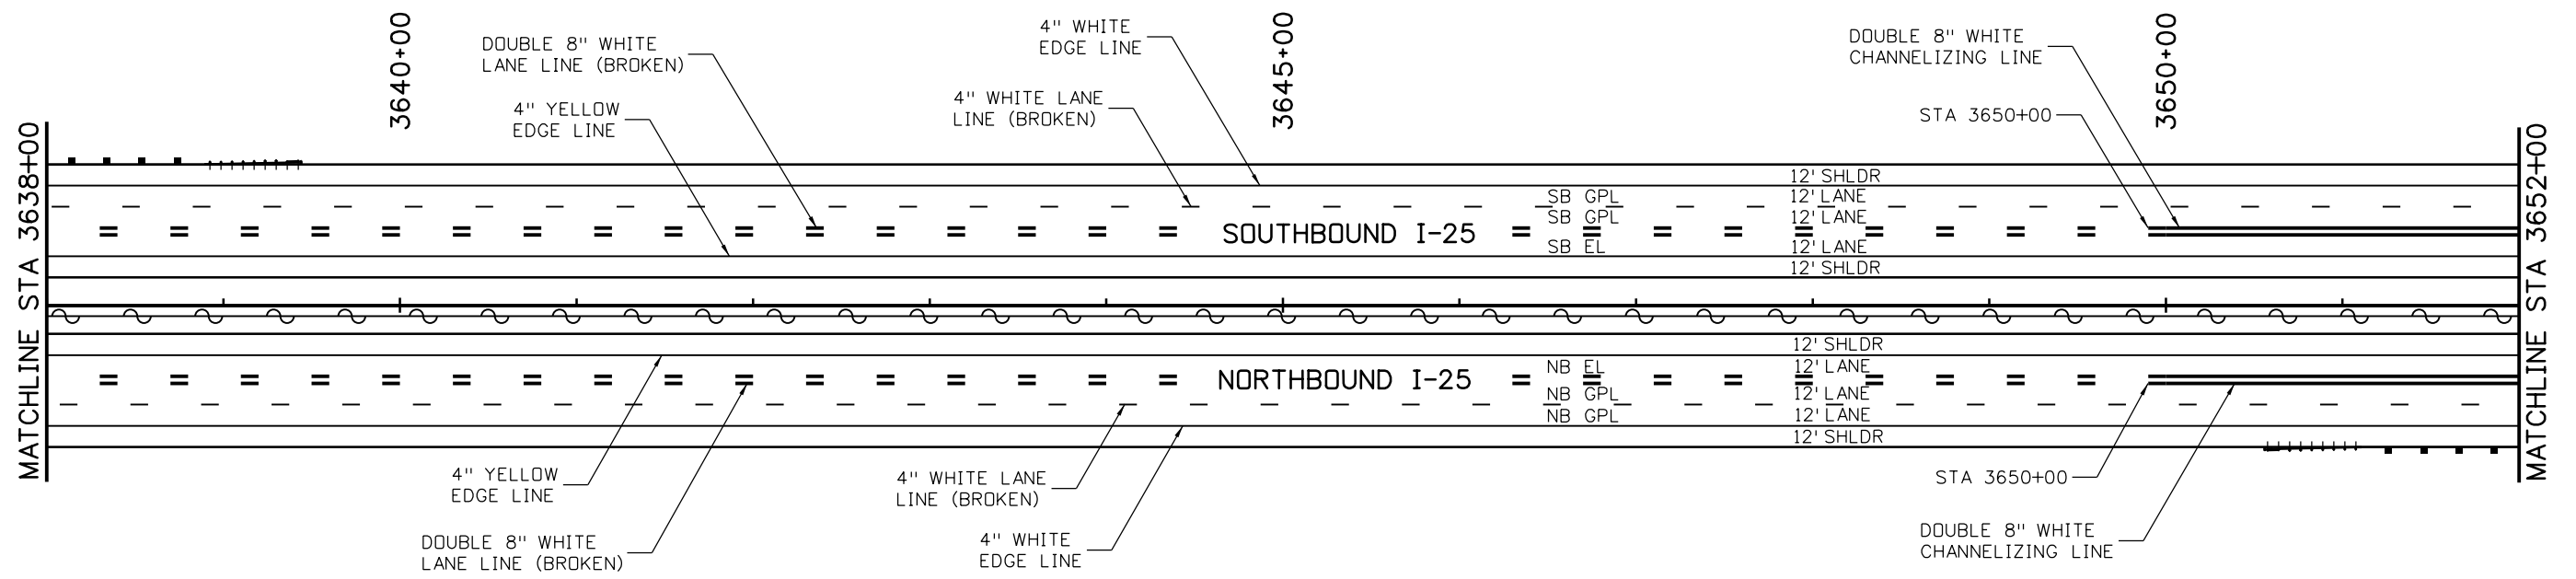 3640+00
3645+00
3650+00
DOUBLE 8" WHITE
LANE LINE (BROKEN)
4" WHITE
EDGE LINE
DOUBLE 8" WHITE
CHANNELIZING LINE
4" YELLOW
EDGE LINE
4" WHITE LANE
LINE (BROKEN)
STA 3650+00
MATCHLINE STA 3638+00
MATCHLINE STA 3652+00
12' SHLDR
SB GPL
12' LANE
SB GPL
12' LANE
SOUTHBOUND I-25
SB EL
12' LANE
12' SHLDR
12' SHLDR
NB EL
12' LANE
NORTHBOUND I-25
NB GPL
12' LANE
NB GPL
12' LANE
12' SHLDR
4" YELLOW
EDGE LINE
4" WHITE LANE
LINE (BROKEN)
STA 3650+00
DOUBLE 8" WHITE
LANE LINE (BROKEN)
4" WHITE
EDGE LINE
DOUBLE 8" WHITE
CHANNELIZING LINE